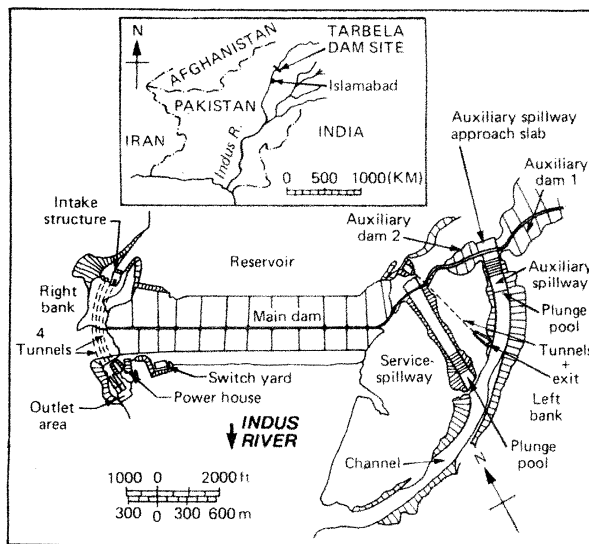 N
TARBELA
DAM SITE
AFGHANISTAN
Islamabad
PAKISTAN
IRAN
Indus R.
INDIA
0 500 1000 (KM)
Auxiliary spillway
approach slab
Auxiliary
dam 1
Intake
structure
Auxiliary
dam 2
Reservoir
Auxiliary
spillway
Right
bank
Main dam
Plunge
pool
4
Tunnels
Tunnels
+
exit
Service-
spillway
Switch yard
Power house
Left
bank
Outlet
area
INDUS
RIVER
Plunge
pool
Channel
N
1000 0 2000 ft
300 0 300 600 m